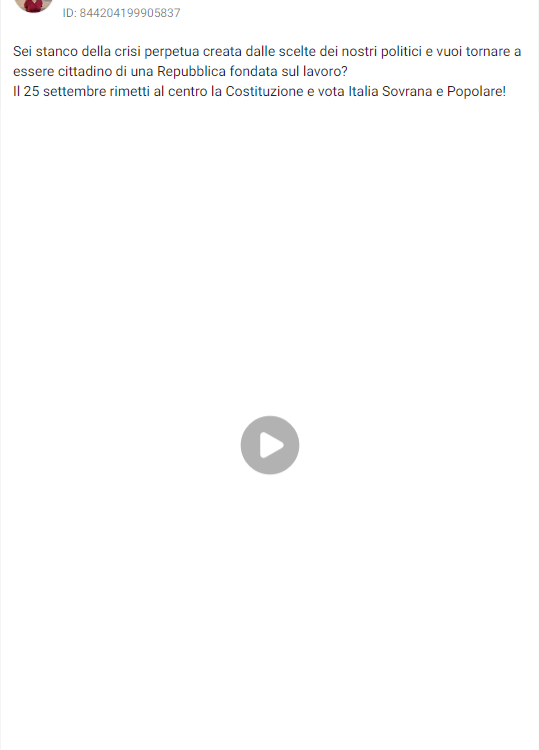 ID: 844204199905837
Sei stanco della crisi perpetua creata dalle scelte dei nostri politici e vuoi tornare a
essere cittadino di una Repubblica fondata sul lavoro?
Il 25 settembre rimetti al centro la Costituzione e vota Italia Sovrana e Popolare!